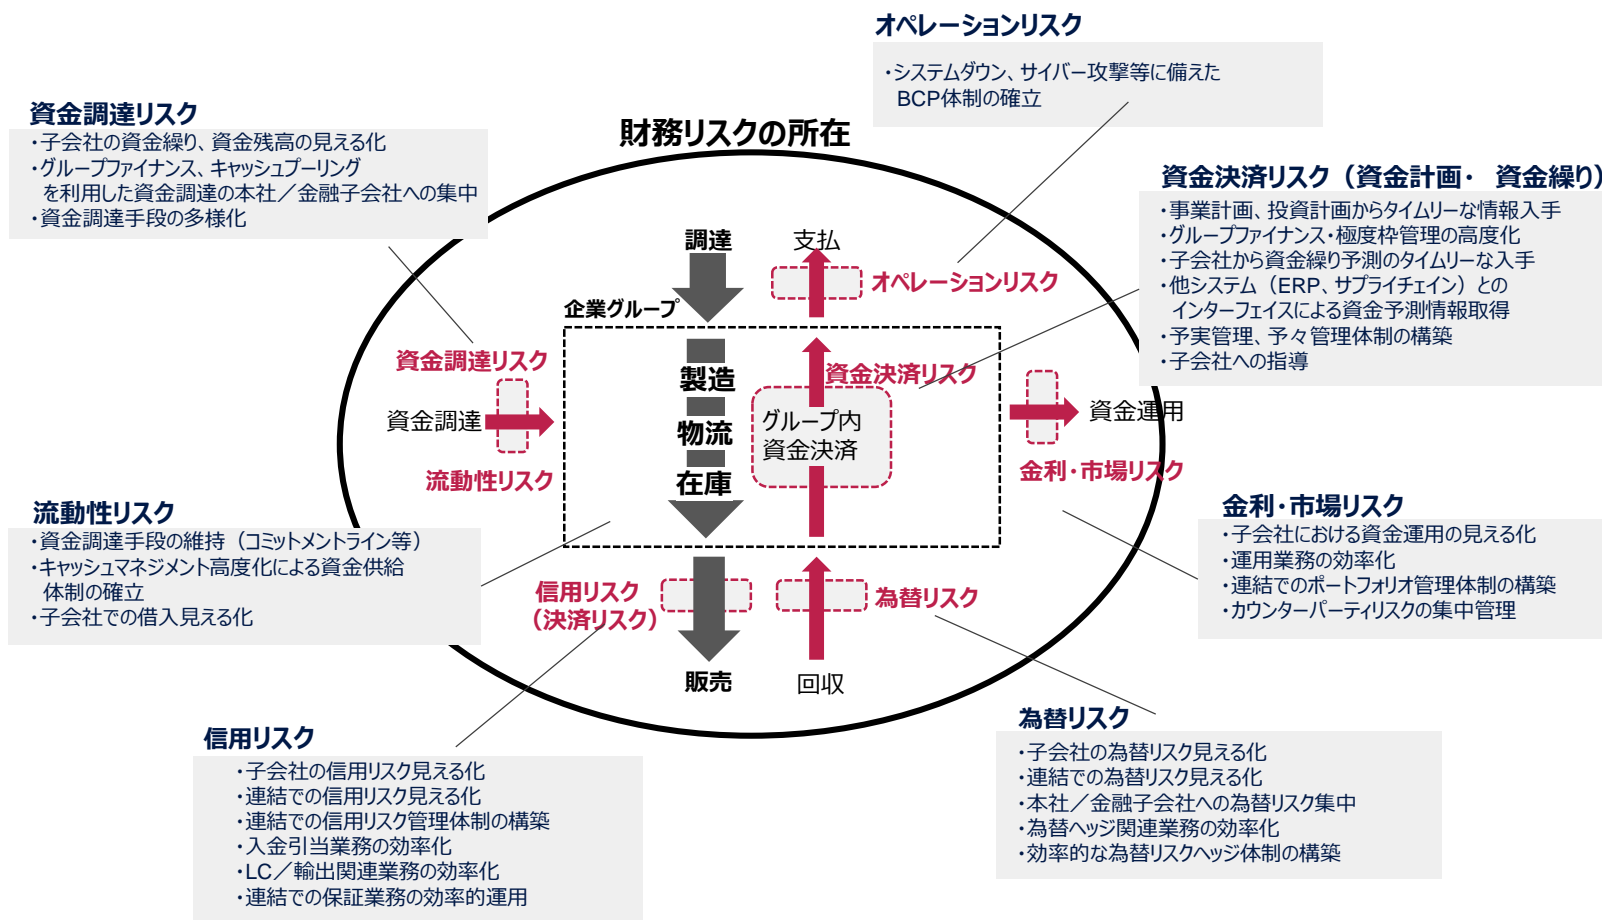 オペレーションリスク
・システムダウン、サイバー攻撃等に備えた
BCP体制の確立
資金調達リスク
・子会社の資金繰り、資金残高の見える化
・グループファイナンス、キャッシュプーリング
を利用した資金調達の本社／金融子会社への集中
・資金調達手段の多様化
財務リスクの所在
資金決済リスク（資金計画・ 資金繰り）
・事業計画、投資計画からタイムリーな情報入手
・グループファイナンス・極度枠管理の高度化
・子会社から資金繰り予測のタイムリーな入手
・他システム（ERP、サプライチェイン）との
インターフェイスによる資金予測情報取得
・予実管理、予々管理体制の構築
・子会社への指導
調達
支払
オペレーションリスク
企業グループ
資金調達リスク
製造
資金決済リスク
資金調達
グループ内
資金決済
資金運用
物流
流動性リスク
在庫
金利・市場リスク
流動性リスク
・資金調達手段の維持（コミットメントライン等）
・キャッシュマネジメント高度化による資金供給
体制の確立
・子会社での借入見える化
金利・市場リスク
・子会社における資金運用の見える化
・運用業務の効率化
・連結でのポートフォリオ管理体制の構築
・カウンターパーティリスクの集中管理
信用リスク
（決済リスク）
為替リスク
販売
回収
信用リスク
・子会社の信用リスク見える化
・連結での信用リスク見える化
・連結での信用リスク管理体制の構築
・入金引当業務の効率化
・LC／輸出関連業務の効率化
・連結での保証業務の効率的運用
為替リスク
・子会社の為替リスク見える化
・連結での為替リスク見える化
・本社／金融子会社への為替リスク集中
・為替ヘッジ関連業務の効率化
・効率的な為替リスクヘッジ体制の構築